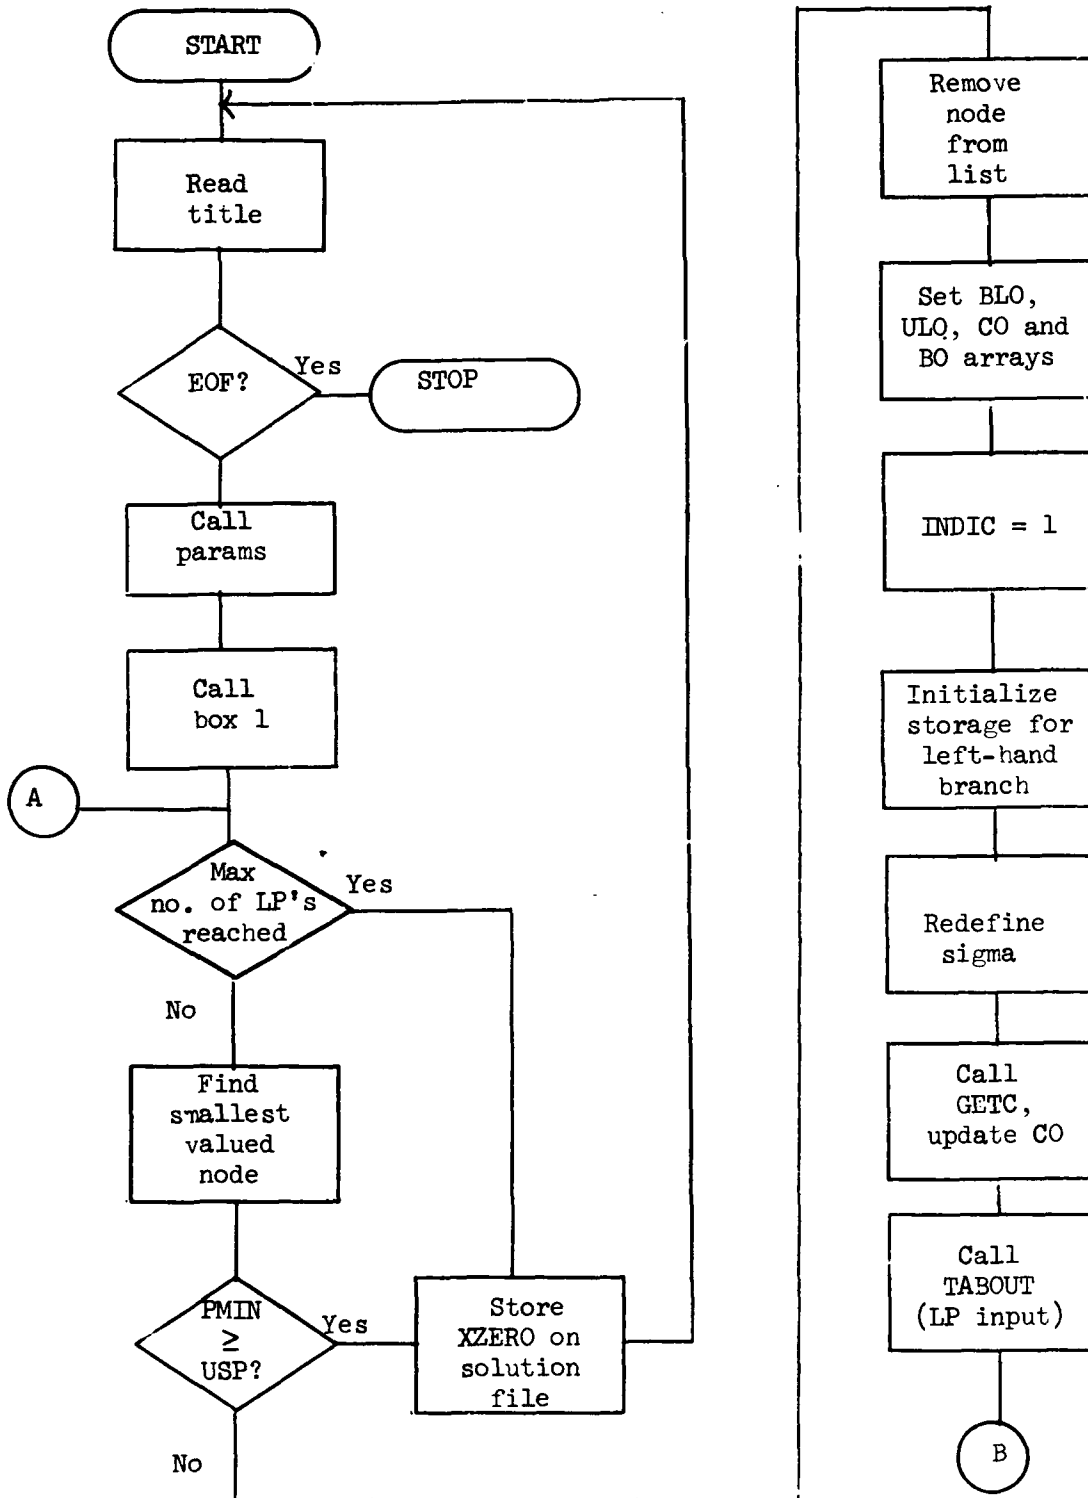 START
Read
title
EOF?
Yes
STOP
Call
params
Call
box 1
A
Max
no. of LP's
reached
Yes
No
Find
smallest
valued
node
PMIN
≥
USP?
Yes
Store
XZERO on
solution
file
No
Remove
node
from
list
Set BLO,
ULO, CO and
BO arrays
INDIC = 1
Initialize
storage for
left-hand
branch
Redefine
sigma
Call
GETC,
update CO
Call
TABOUT
(LP input)
B